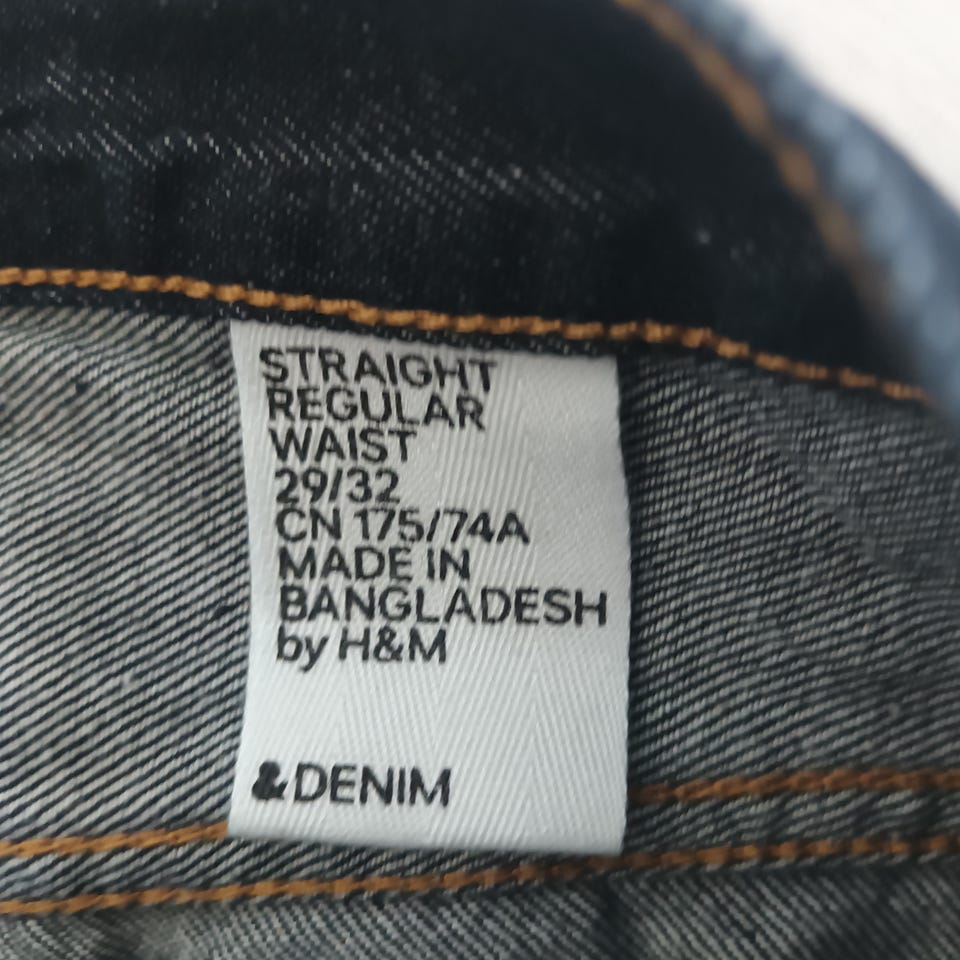 STRAIGHT
REGULAR
WAIST
29/32
CN 175/74A
MADE IN
BANGLADESH
by H&M
&DENIM